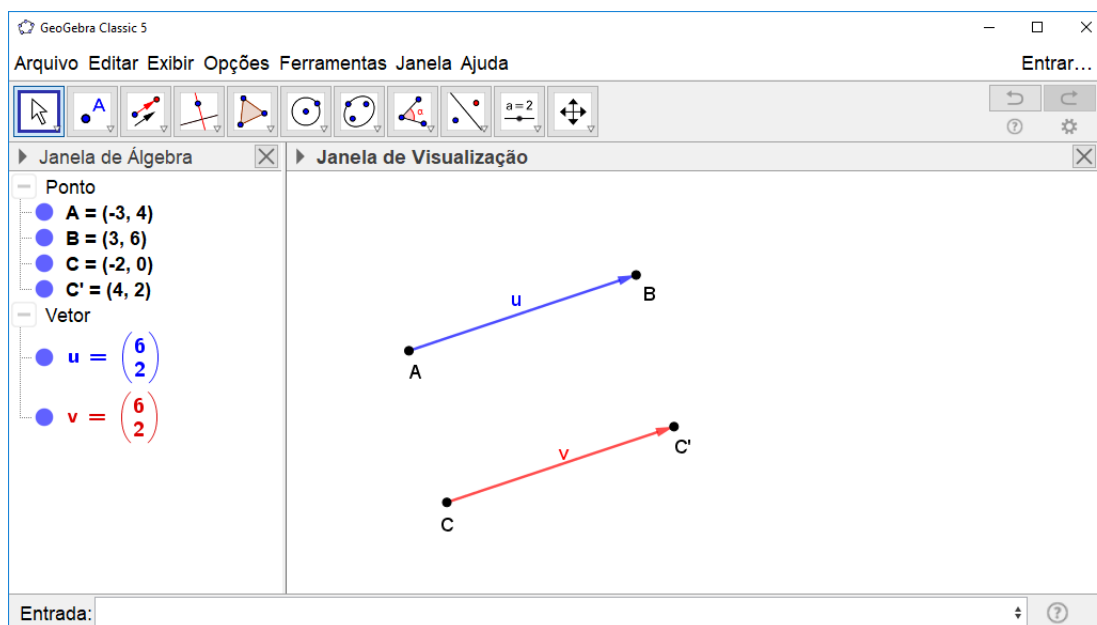 GeoGebra Classic 5
Arquivo Editar Exibir Opções Ferramentas Janela Ajuda Entrar...
A α a = 2
Janela de Álgebra
Janela de Visualização
Ponto
A = (-3, 4)
B = (3, 6)
C = (-2, 0)
C' = (4, 2)
Vetor
u = (6
2)
v = (6
2)
u
B
A
v
C'
C
Entrada: